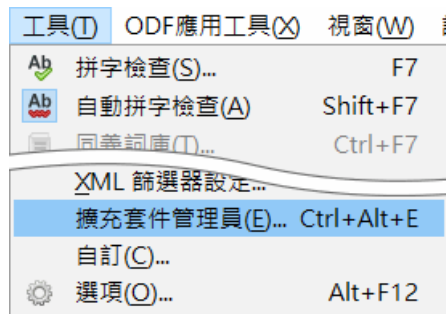 工具(T) ODF應用工具(X) 視窗(W)
拼字檢查(S)... F7
自動拼字檢查(A) Shift+F7
同義詞庫(T)... Ctrl+F7
XML 篩選器設定...
擴充套件管理員(E)... Ctrl+Alt+E
自訂(C)...
選項(O)... Alt+F12